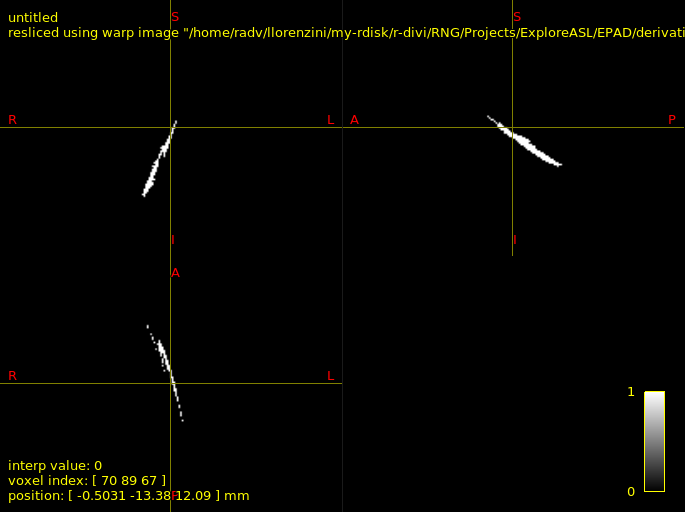 untitled
resliced using warp image "/home/radv/llorenzini/my-rdisk/r-divi/RNG/Projects/ExploreASL/EPAD/derivati
S
S
R
L
A
P
I
I
A
R
L
1
0
interp value: 0
voxel index: [ 70 89 67 ]
position: [ -0.5031 -13.38 12.09 ] mm